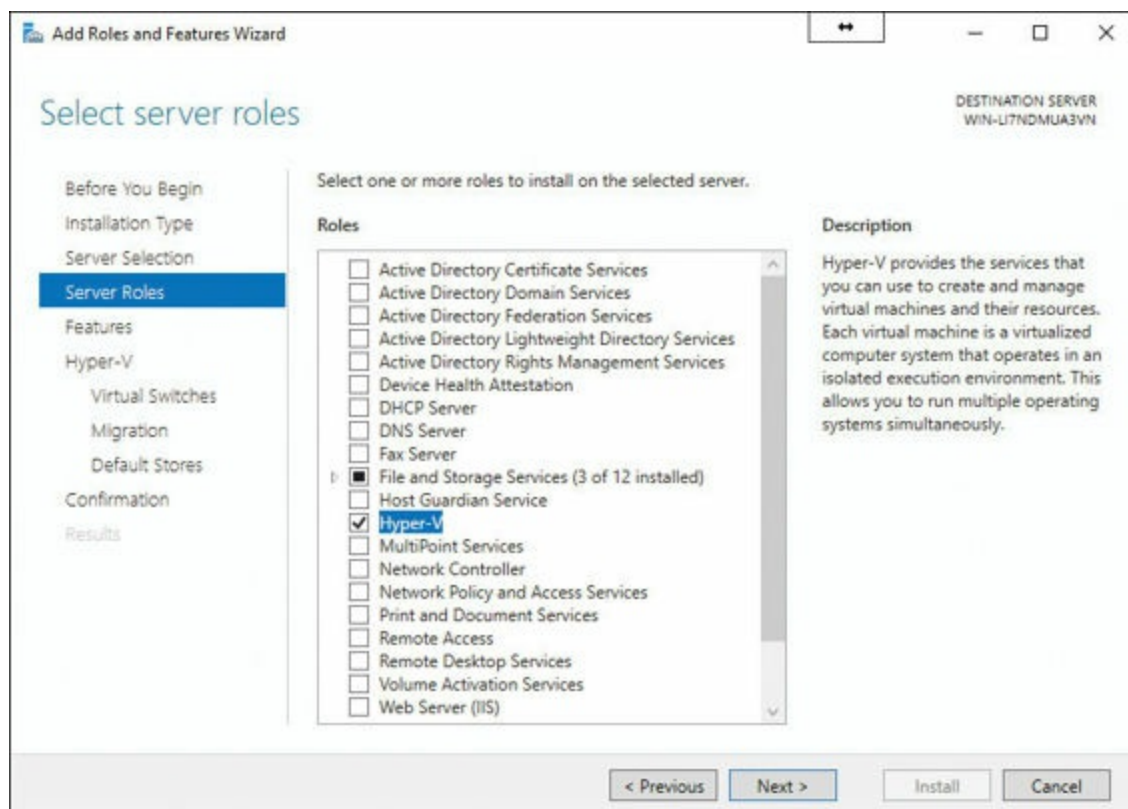 Add Roles and Features Wizard
Select server roles
DESTINATION SERVER
WIN-LI7NDMUA3VN
Before You Begin
Installation Type
Server Selection
Server Roles
Features
Hyper-V
Virtual Switches
Migration
Default Stores
Confirmation
Results
Select one or more roles to install on the selected server.
Roles
Active Directory Certificate Services
Active Directory Domain Services
Active Directory Federation Services
Active Directory Lightweight Directory Services
Active Directory Rights Management Services
Device Health Attestation
DHCP Server
DNS Server
Fax Server
File and Storage Services (3 of 12 installed)
Host Guardian Service
Hyper-V
MultiPoint Services
Network Controller
Network Policy and Access Services
Print and Document Services
Remote Access
Remote Desktop Services
Volume Activation Services
Web Server (IIS)
Description
Hyper-V provides the services that
you can use to create and manage
virtual machines and their resources.
Each virtual machine is a virtualized
computer system that operates in an
isolated execution environment. This
allows you to run multiple operating
systems simultaneously.
< Previous
Next >
Install
Cancel